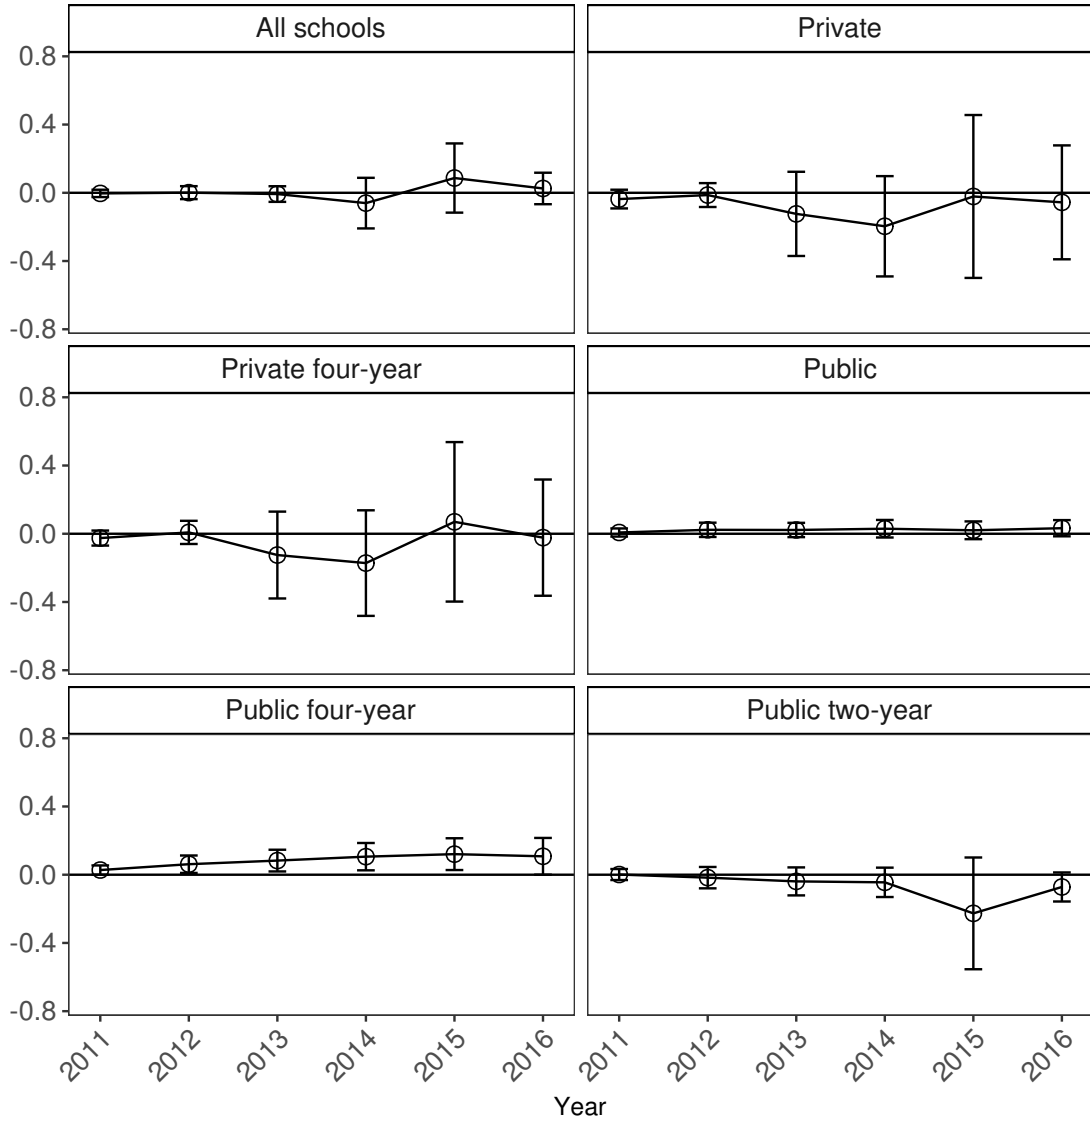 All schools
Private
0.8
0.4
0.0
-0.4
-0.8
Private four-year
Public
0.8
0.4
0.0
-0.4
-0.8
Public four-year
Public two-year
0.8
0.4
0.0
-0.4
-0.8
2011 2012 2013 2014 2015 2016 2011 2012 2013 2014 2015 2016
Year